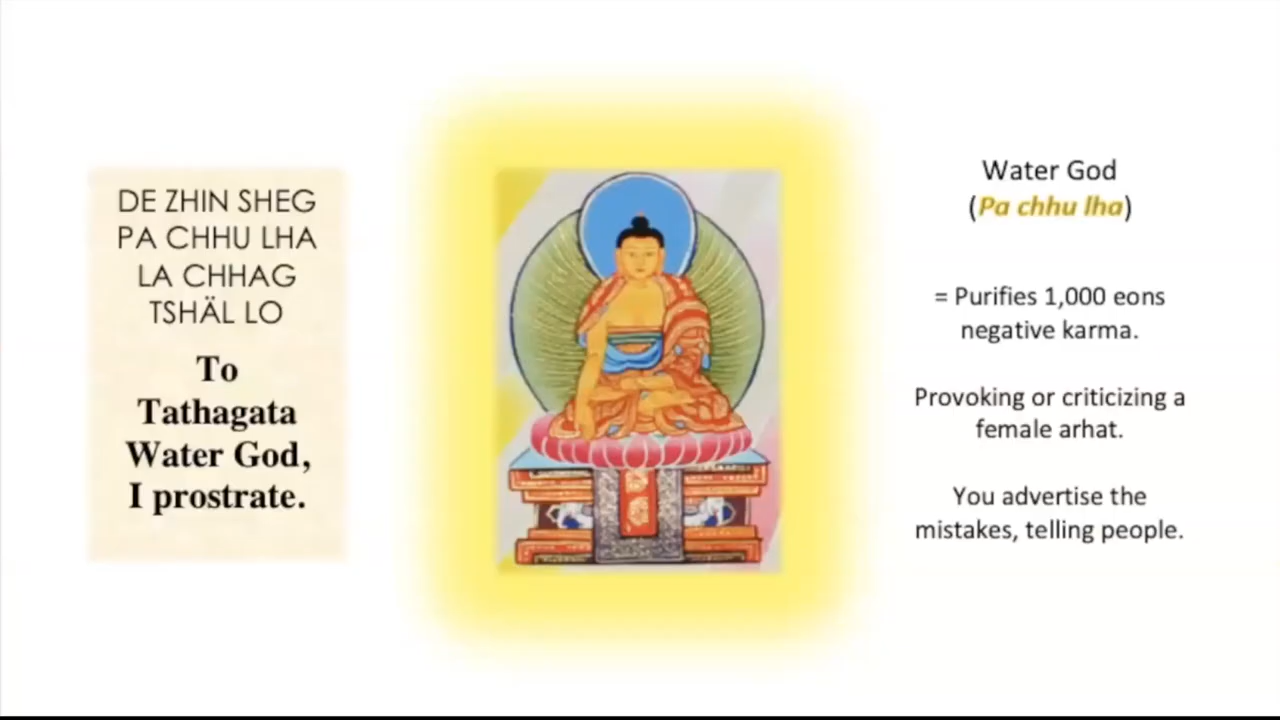 DE ZHIN SHEG
PA CHHU LHA
LA CHHAG
TSHÄL LO
To
Tathagata
Water God,
I prostrate.
Water God
(Pa chhu lha)
= Purifies 1,000 eons
negative karma.
Provoking or criticizing a
female arhat.
You advertise the
mistakes, telling people.